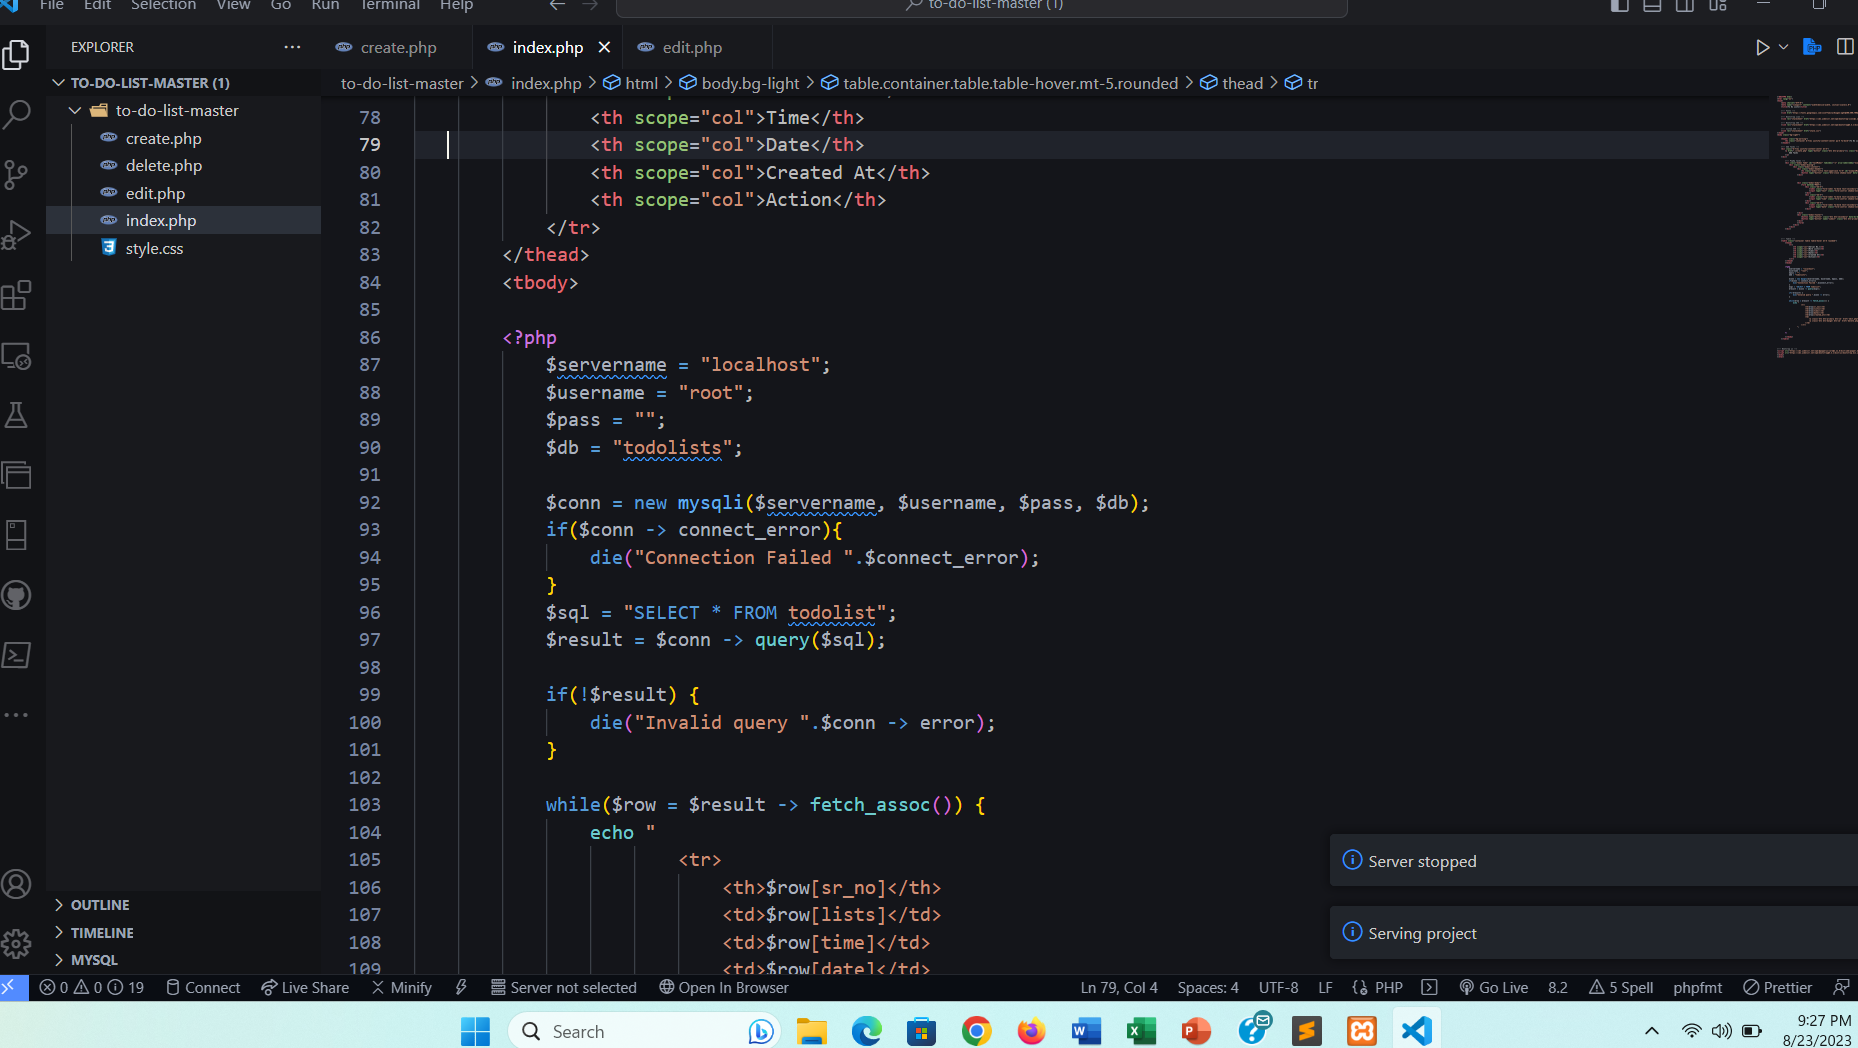 File Edit Selection View Go Run Terminal Help
to-do-list-master (1)
EXPLORER
create.php
index.php
edit.php
TO-DO-LIST-MASTER (1)
to-do-list-master
create.php
delete.php
edit.php
index.php
style.css
OUTLINE
TIMELINE
MYSQL
to-do-list-master > index.php > html > body.bg-light > table.container.table.table-hover.mt-5.rounded > thead > tr
78 <th scope="col">Time</th>
79 <th scope="col">Date</th>
80 <th scope="col">Created At</th>
81 <th scope="col">Action</th>
82 </tr>
83 </thead>
84 <tbody>
85
86 <?php
87 $servername = "localhost";
88 $username = "root";
89 $pass = "";
90 $db = "todolists";
91
92 $conn = new mysqli($servername, $username, $pass, $db);
93 if($conn -> connect_error){
94 die("Connection Failed ".$connect_error);
95 }
96 $sql = "SELECT * FROM todolist";
97 $result = $conn -> query($sql);
98
99 if(!$result) {
100 die("Invalid query ".$conn -> error);
101 }
102
103 while($row = $result -> fetch_assoc()) {
104 echo "
105 <tr>
106 <th>$row[sr_no]</th>
107 <td>$row[lists]</td>
108 <td>$row[time]</td>
109 <td>$row[date]</td>
Server stopped
Serving project
0 0 19 Connect Live Share Minify Server not selected Open In Browser Ln 79, Col 4 Spaces: 4 UTF-8 LF PHP Go Live 8.2 5 Spell phpfmt Prettier
Search
9:27 PM
8/23/2023